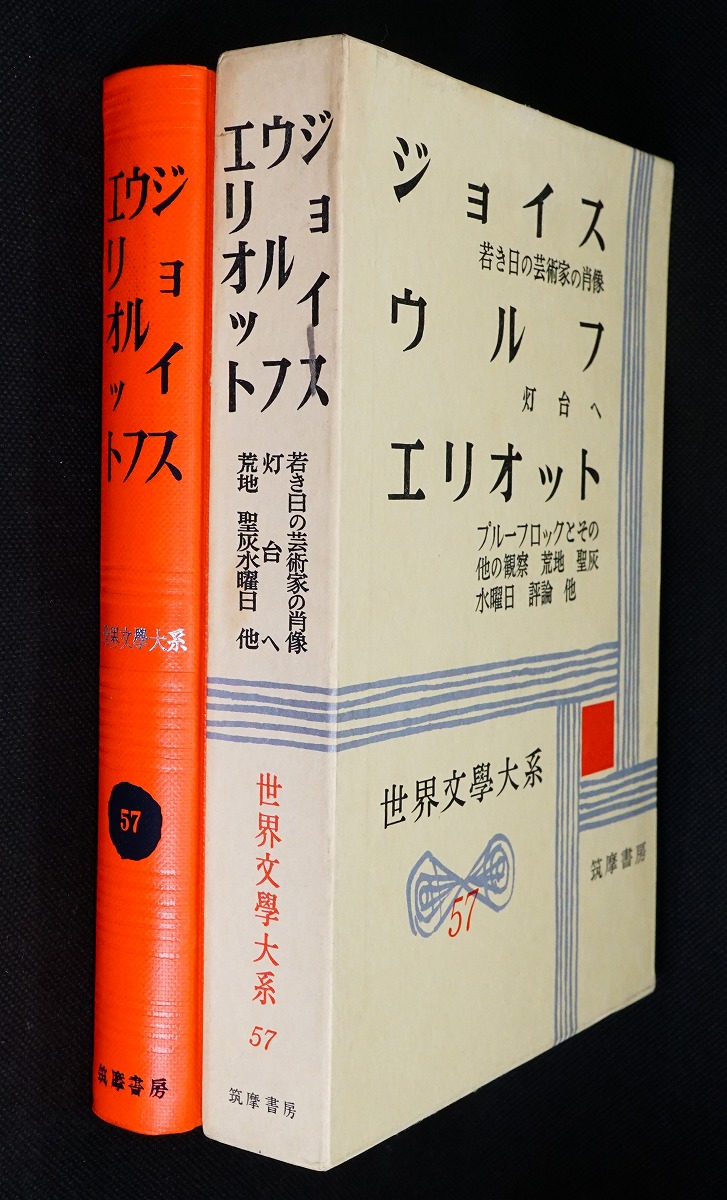 ジョイス
ウルフ
エリオット
世界文學大系
57
筑摩書房
ジョイス
ウルフ
エリオット
若き日の芸術家の肖像
灯台へ
荒地 聖灰水曜日 他
世界文學大系
57
筑摩書房
ジョイス
若き日の芸術家の肖像
ウルフ
灯台へ
エリオット
プルーフロックとその
他の観察 荒地 聖灰
水曜日 評論 他
世界文學大系
57
筑摩書房